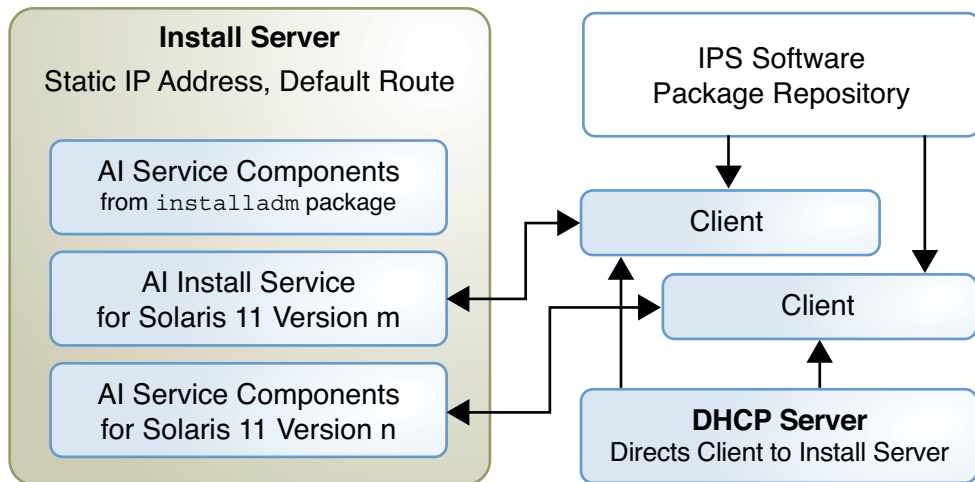 Install Server
Static IP Address, Default Route
AI Service Components
from installadm package
AI Install Service
for Solaris 11 Version m
AI Service Components
for Solaris 11 Version n
IPS Software
Package Repository
Client
Client
DHCP Server
Directs Client to Install Server